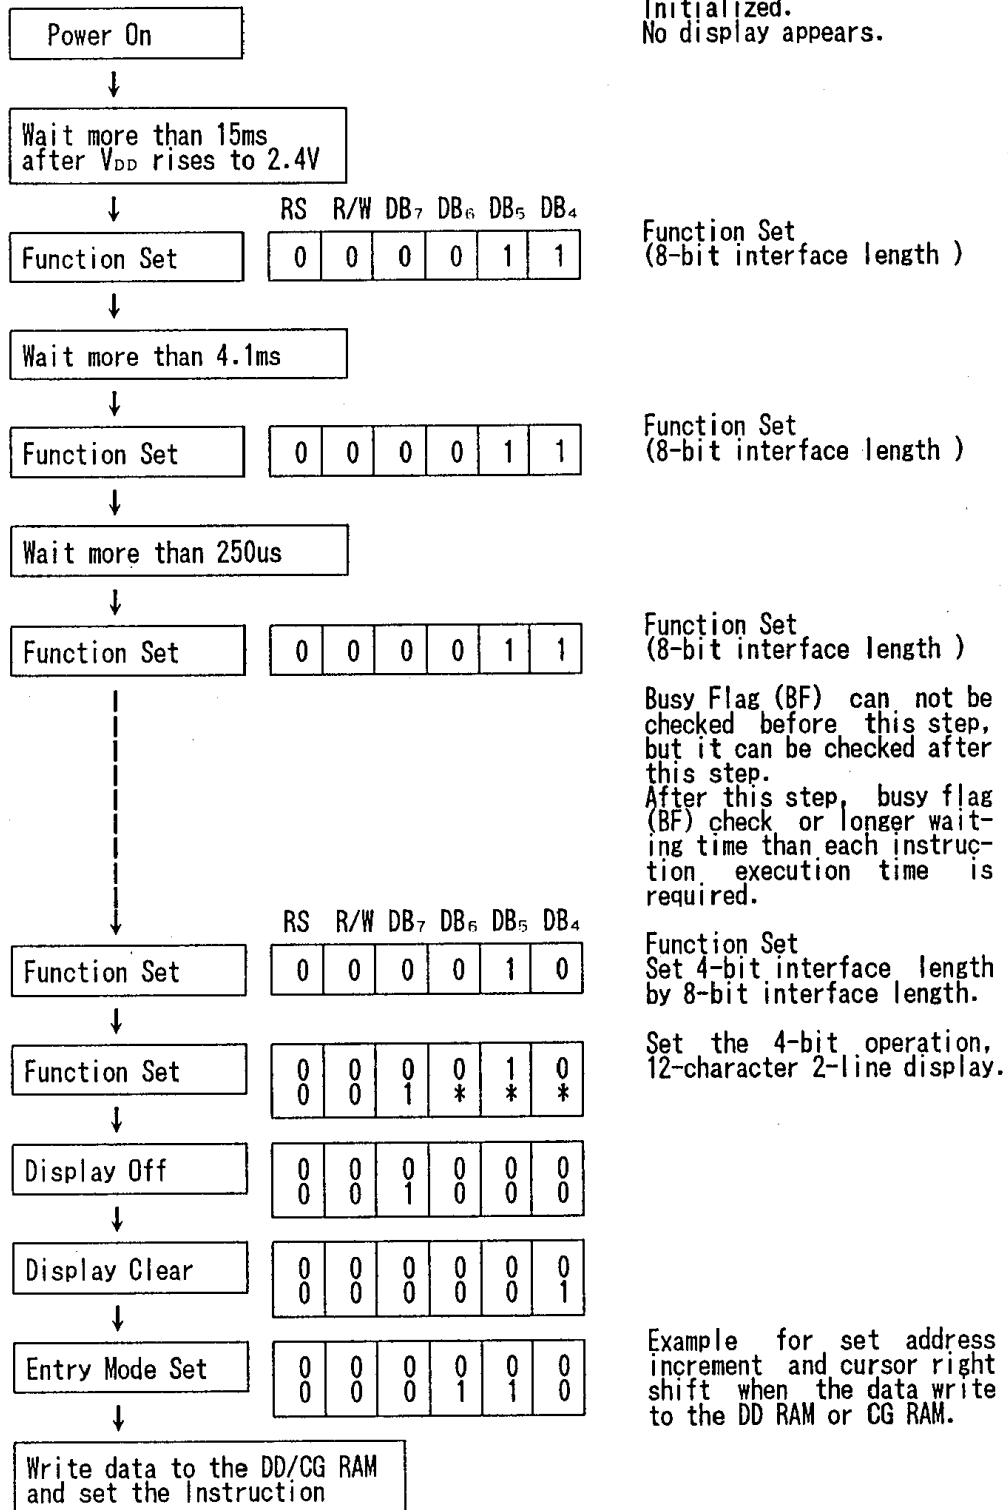 Initialized.
No display appears.
Power On
Wait more than 15ms
after VDD rises to 2.4V
RS R/W DB7 DB6 DB5 DB4
Function Set 0 0 0 0 1 1
Function Set
(8-bit interface length )
Wait more than 4.1ms
Function Set 0 0 0 0 1 1
Function Set
(8-bit interface length )
Wait more than 250us
Function Set 0 0 0 0 1 1
Function Set
(8-bit interface length )
Busy Flag (BF) can not be
checked before this step,
but it can be checked after
this step.
After this step, busy flag
(BF) check or longer wait-
ing time than each instruc-
tion execution time is
required.
RS R/W DB7 DB6 DB5 DB4
Function Set 0 0 0 0 1 0
Function Set
Set 4-bit interface length
by 8-bit interface length.
Function Set
0 0 0 0 1 0
0 0 1 * * *
Set the 4-bit operation,
12-character 2-line display.
Display Off
0 0 0 0 0 0
0 0 1 0 0 0
Display Clear
0 0 0 0 0 0
0 0 0 0 0 1
Entry Mode Set
0 0 0 0 0 0
0 0 0 1 1 0
Example for set address
increment and cursor right
shift when the data write
to the DD RAM or CG RAM.
Write data to the DD/CG RAM
and set the Instruction